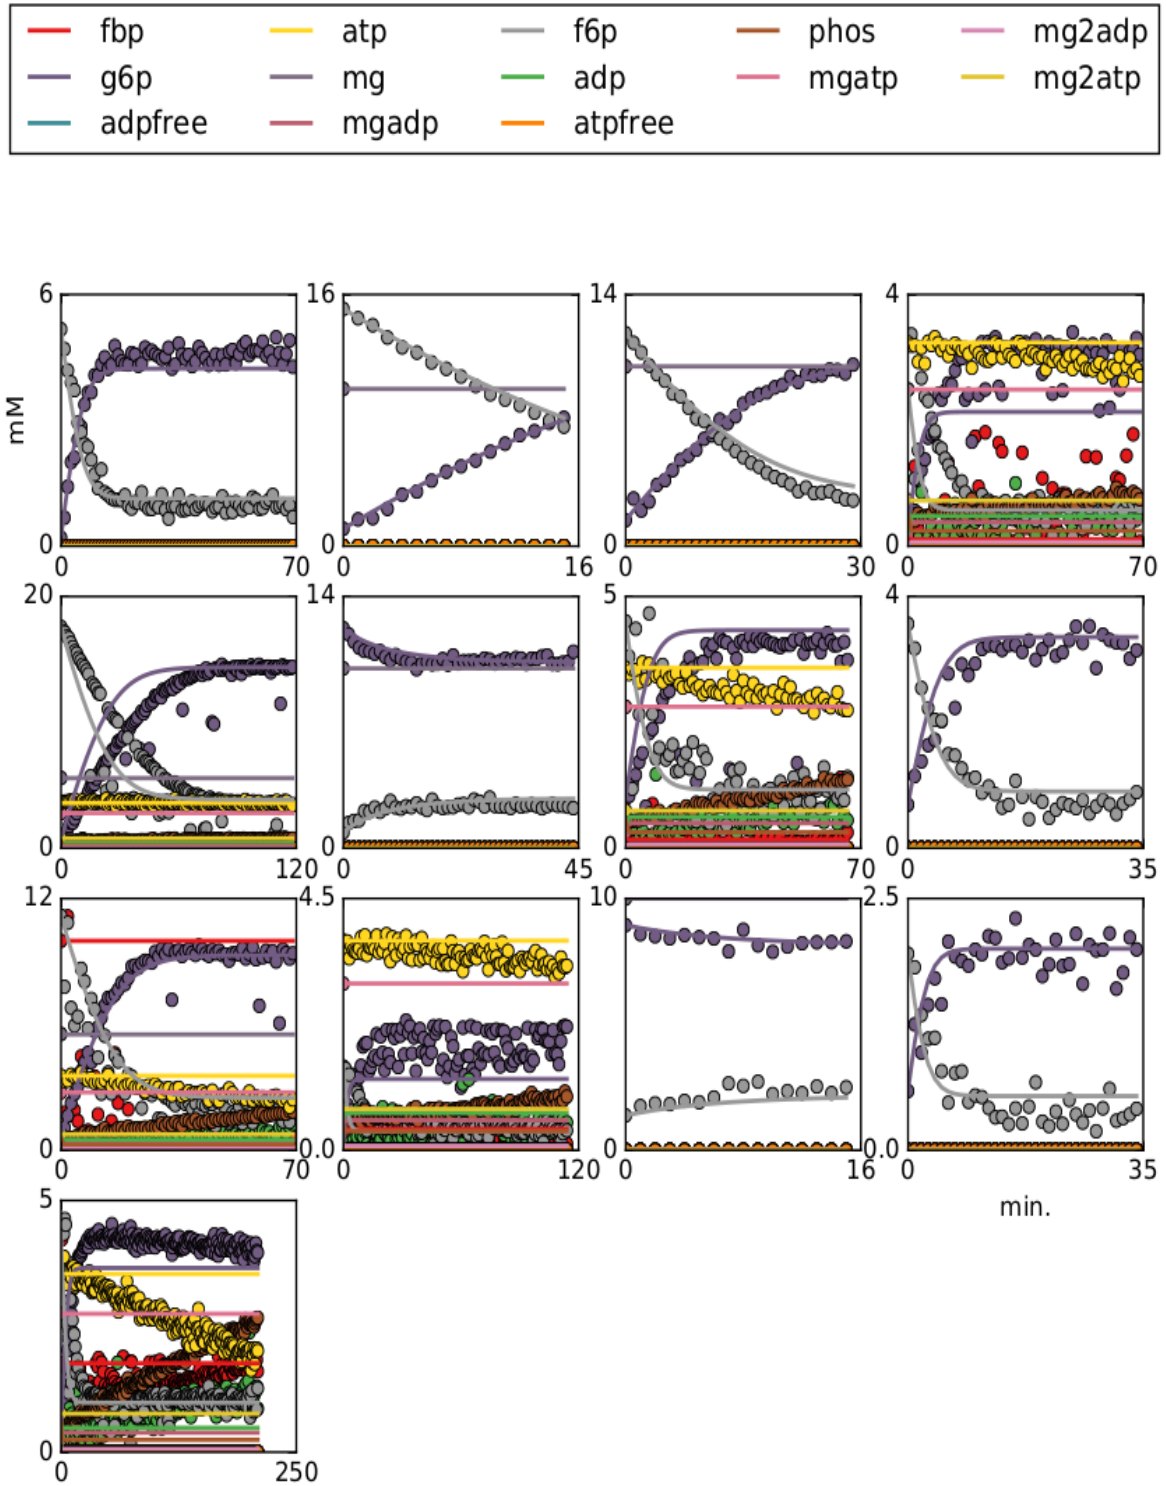 fbp atp f6p phos mg2adp
g6p mg adp mgatp mg2atp
adpfree mgadp atpfree
6 16 14 4
mM
0 0 0 0
0 70 0 16 0 30 0 70
20 14 5 4
0 0 0 0
0 120 0 45 0 70 0 35
12 4.5 10 2.5
0 0.0 0 0.0
0 70 0 120 0 16 0 35
min.
5
0
0 250